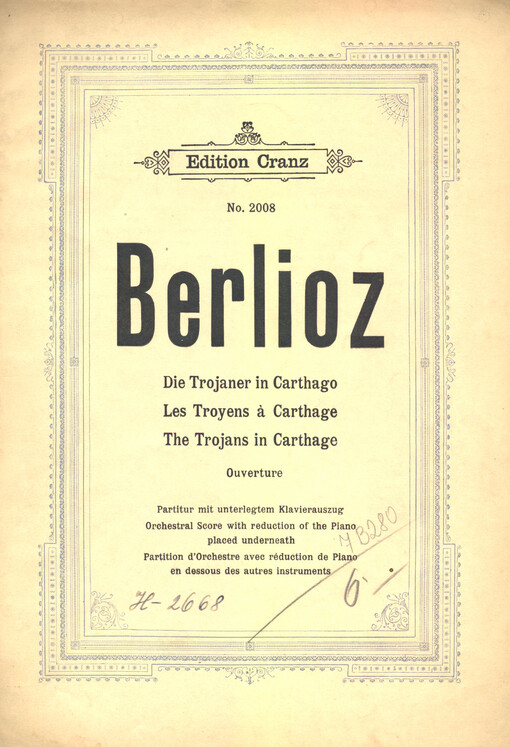 Edition Cranz
No. 2008
Berlioz
Die Trojaner in Carthago
Les Troyens à Carthage
The Trojans in Carthage
Ouverture
Partitur mit unterlegtem Klavierauszug
Orchestral Score with reduction of the Piano
placed underneath
Partition d'Orchestre avec réduction de Piano
en dessous des autres instruments
H-2668
6.-